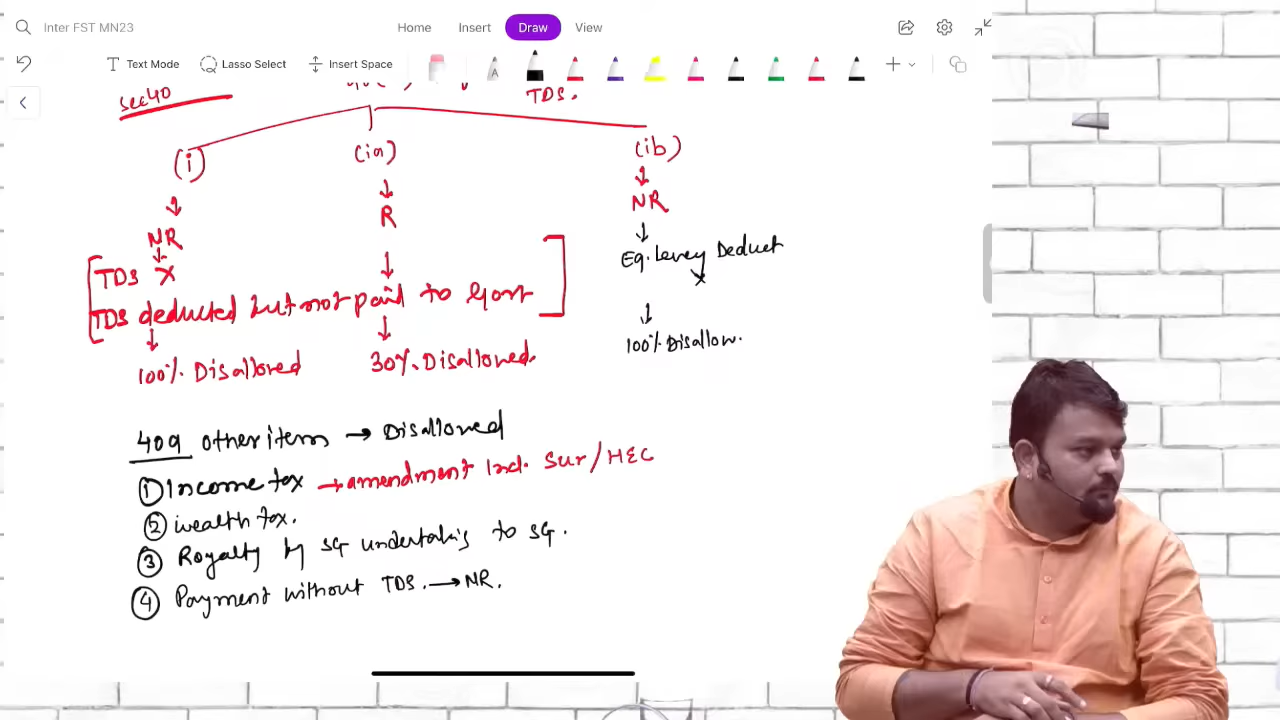 Inter FST MN23
Home Insert Draw View
Text Mode Lasso Select Insert Space
sec 40
TDS.
(i) (ia) (ib)
NR R NR
TDS X
TDS deducted but not paid to Govt
Eq. Levey Deduct
X
100% Disallowed 30% Disallowed.
100% Disallow.
40a other item → Disallowed
① Income tax → amendment Incl. Sur/HEC
② wealth tax.
③ Royalty by SG undertaking to SG.
④ Payment without TDS. → NR.